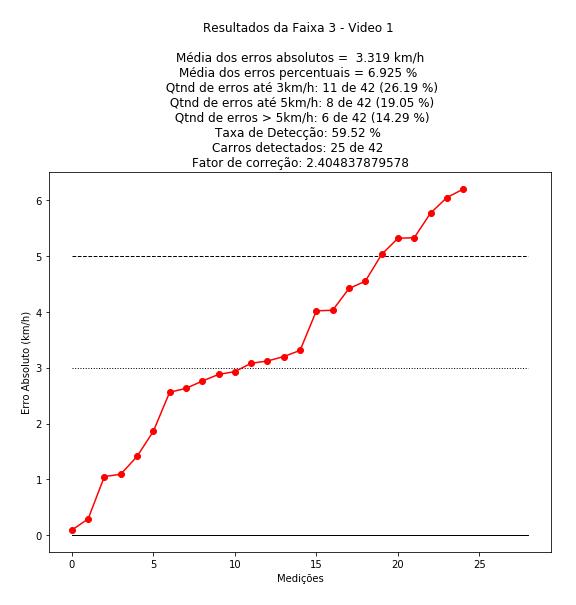 Resultados da Faixa 3 - Video 1
Média dos erros absolutos =  3.319 km/h
Média dos erros percentuais = 6.925 %
Qtnd de erros até 3km/h: 11 de 42 (26.19 %)
Qtnd de erros até 5km/h: 8 de 42 (19.05 %)
Qtnd de erros > 5km/h: 6 de 42 (14.29 %)
Taxa de Detecção: 59.52 %
Carros detectados: 25 de 42
Fator de correção: 2.404837879578
6
5
4
3
2
1
0
Erro Absoluto (km/h)
0 5 10 15 20 25
Medições